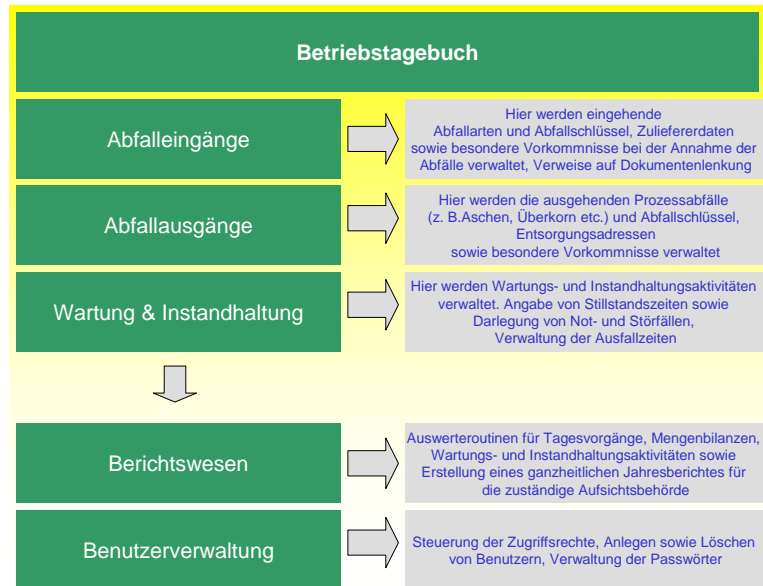 Betriebstagebuch
Abfalleingänge
Hier werden eingehende
Abfallarten und Abfallschlüssel, Zuliefererdaten
sowie besondere Vorkommnisse bei der Annahme der
Abfälle verwaltet, Verweise auf Dokumentenlenkung
Abfallausgänge
Hier werden die ausgehenden Prozessabfälle
(z. B.Aschen, Überkorn etc.) und Abfallschlüssel,
Entsorgungsadressen
sowie besondere Vorkommnisse verwaltet
Wartung & Instandhaltung
Hier werden Wartungs- und Instandhaltungsaktivitäten
verwaltet. Angabe von Stillstandszeiten sowie
Darlegung von Not- und Störfällen,
Verwaltung der Ausfallzeiten
Berichtswesen
Auswerteroutinen für Tagesvorgänge, Mengenbilanzen,
Wartungs- und Instandhaltungsaktivitäten sowie
Erstellung eines ganzheitlichen Jahresberichtes für
die zuständige Aufsichtsbehörde
Benutzerverwaltung
Steuerung der Zugriffsrechte, Anlegen sowie Löschen
von Benutzern, Verwaltung der Passwörter